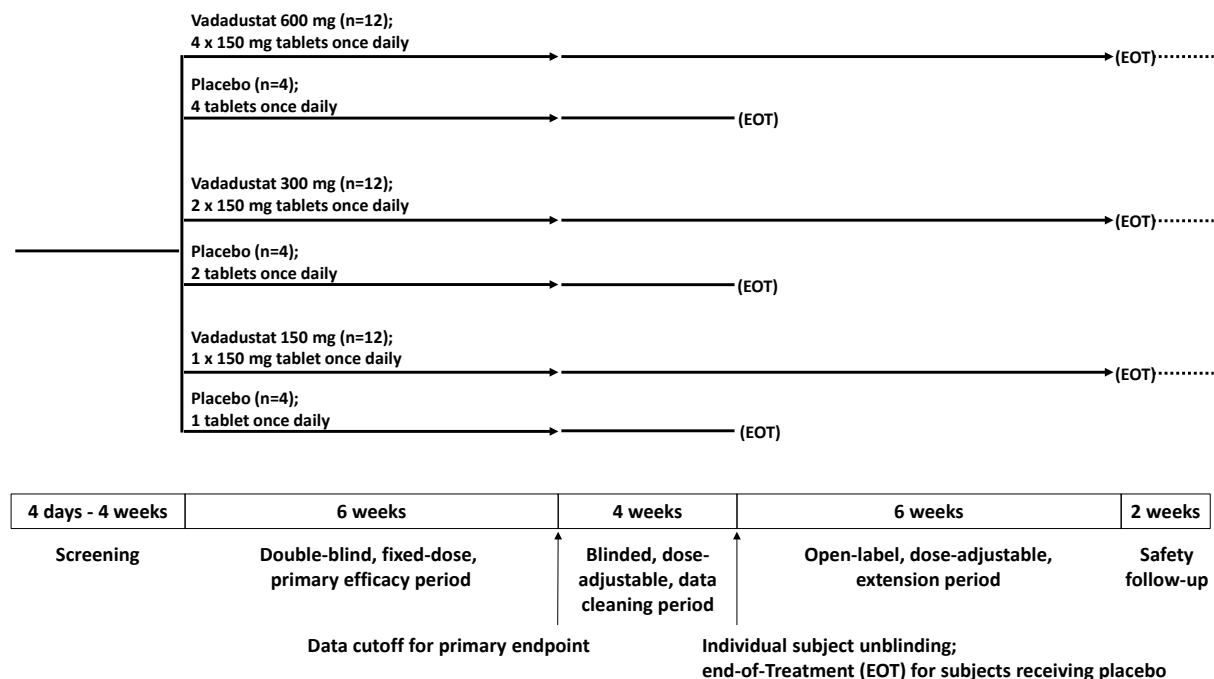 Vadadustat 600 mg (n=12);
4 x 150 mg tablets once daily
(EOT)
Placebo (n=4);
4 tablets once daily
(EOT)
Vadadustat 300 mg (n=12);
2 x 150 mg tablets once daily
(EOT)
Placebo (n=4);
2 tablets once daily
(EOT)
Vadadustat 150 mg (n=12);
1 x 150 mg tablet once daily
(EOT)
Placebo (n=4);
1 tablet once daily
(EOT)
4 days - 4 weeks
6 weeks
4 weeks
6 weeks
2 weeks
Screening
Double-blind, fixed-dose,
primary efficacy period
Blinded, dose-
adjustable, data
cleaning period
Open-label, dose-adjustable,
extension period
Safety
follow-up
Data cutoff for primary endpoint
Individual subject unblinding;
end-of-Treatment (EOT) for subjects receiving placebo